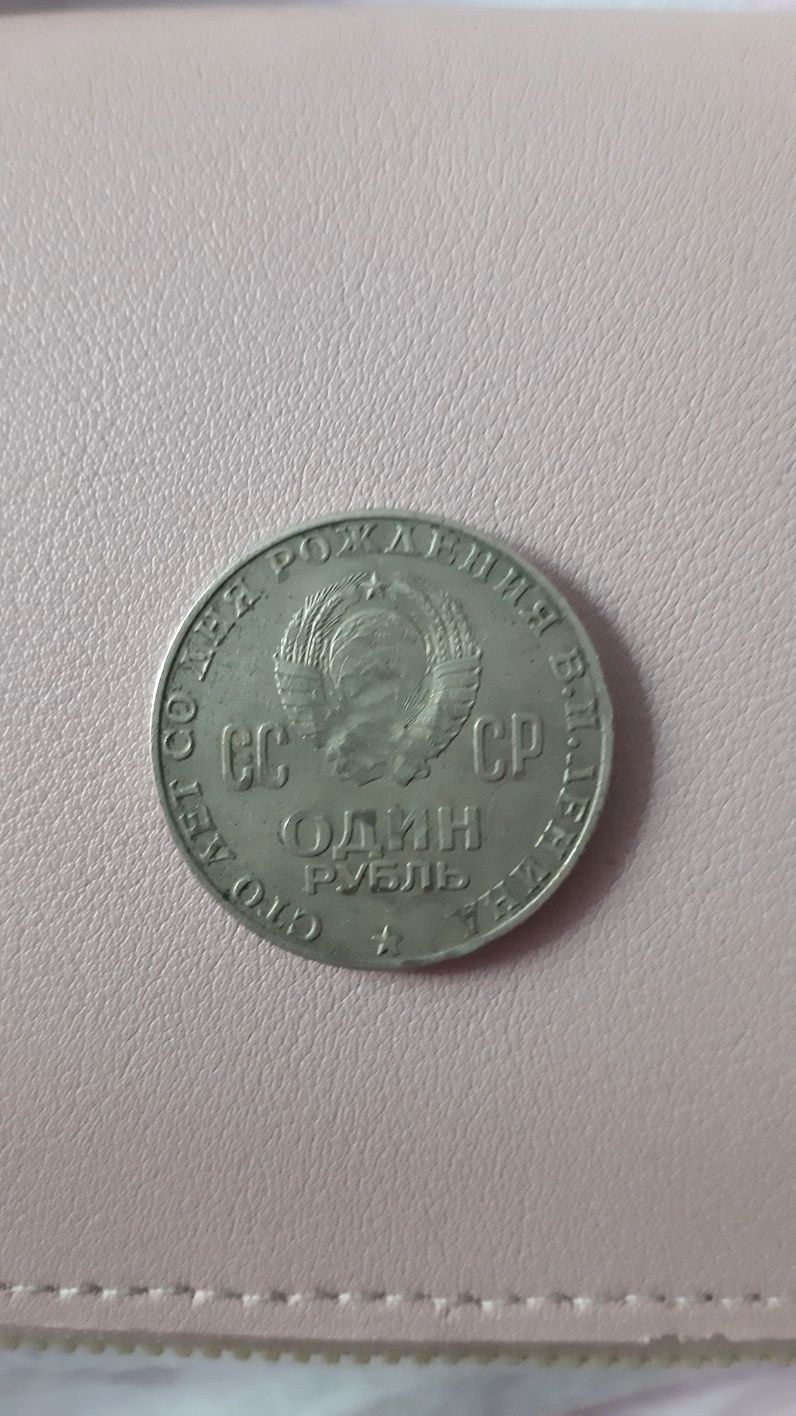 СТО ЛЕТ СО ДНЯ РОЖДЕНИЯ В.И.ЛЕНИНА
СС СР
ОДИН
РУБЛЬ